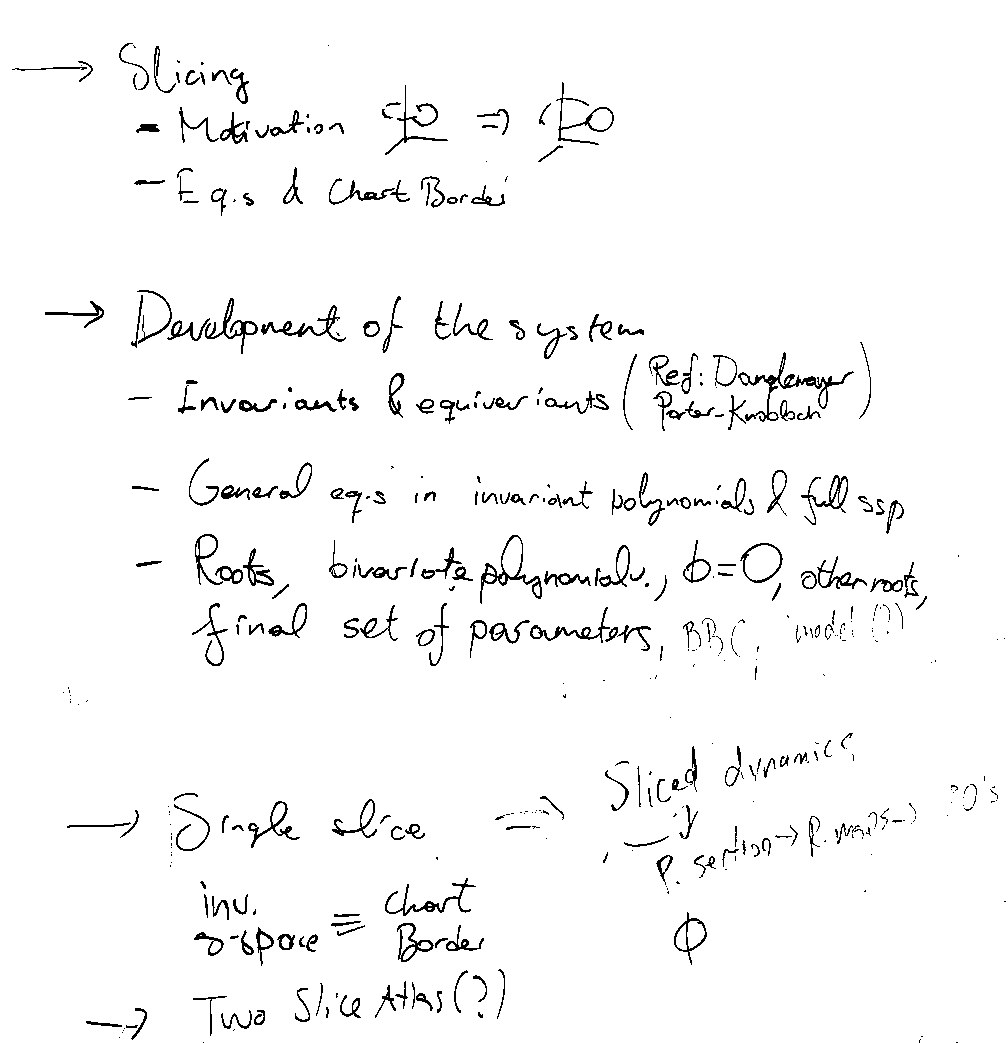 → Slicing
- Motivation ⇒
- Eq.s & Chart Border
→ Development of the system
- Invariants & equivariants (Ref: Danglemayer
Porter-Knobloch)
- General eq.s in invariant polynomials & full ssp
- Roots, bivariate polynomials., b=0, other roots,
final set of parameters, BBC, model (?)
→ Single slice ⇒ Sliced dynamics
P. section → R. maps → PO's
inv. s-space ≡ Chart Border
ϕ
→ Two Slice Atlas (?)